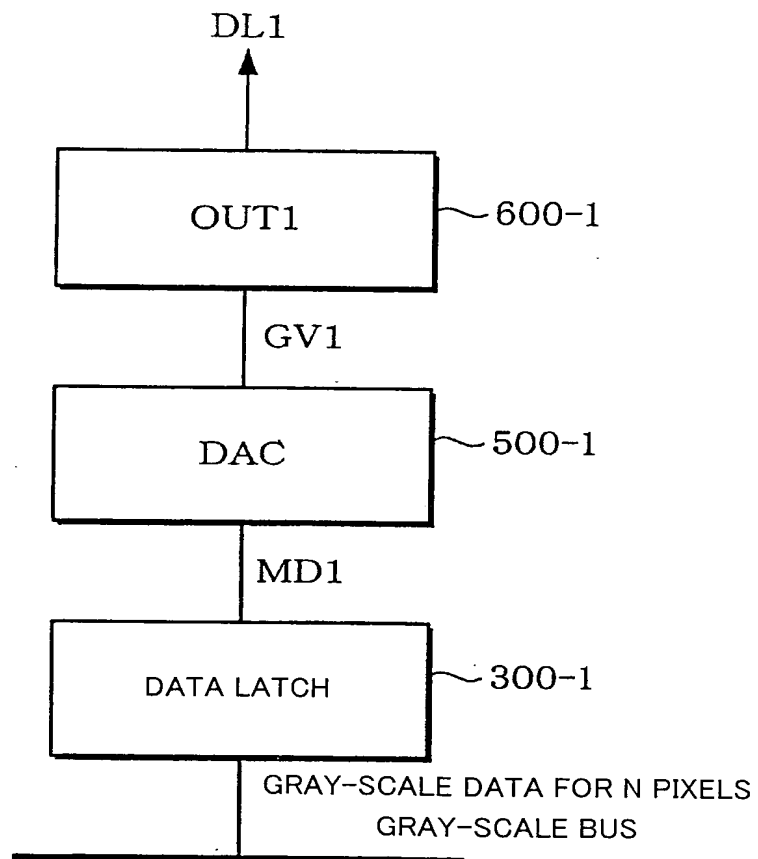 DL1
OUT1
600-1
GV1
DAC
500-1
MD1
DATA LATCH
300-1
GRAY-SCALE DATA FOR N PIXELS
GRAY-SCALE BUS